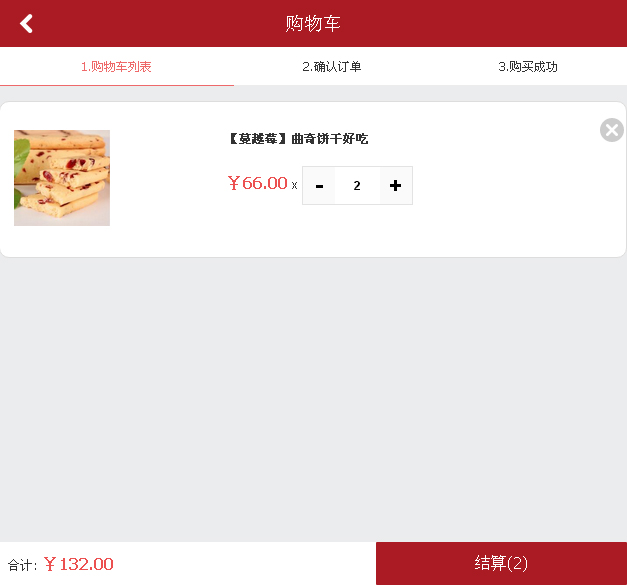 购物车
1.购物车列表 2.确认订单 3.购买成功
【蔓越莓】曲奇饼干好吃
￥66.00 x - 2 +
合计：￥132.00 结算(2)